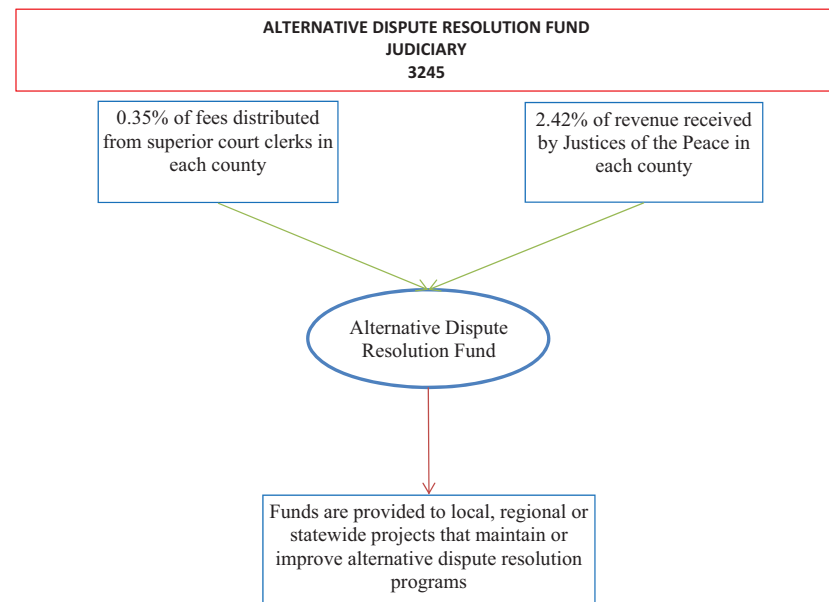 ALTERNATIVE DISPUTE RESOLUTION FUND
JUDICIARY
3245
0.35% of fees distributed
from superior court clerks in
each county
2.42% of revenue received
by Justices of the Peace in
each county
Alternative Dispute
Resolution Fund
Funds are provided to local, regional or
statewide projects that maintain or
improve alternative dispute resolution
programs